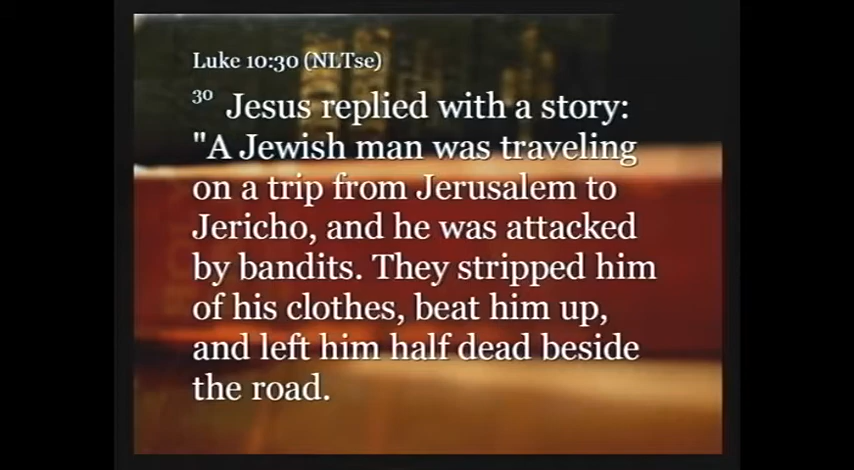 Luke 10:30 (NLTse)
30 Jesus replied with a story:
"A Jewish man was traveling
on a trip from Jerusalem to
Jericho, and he was attacked
by bandits. They stripped him
of his clothes, beat him up,
and left him half dead beside
the road.